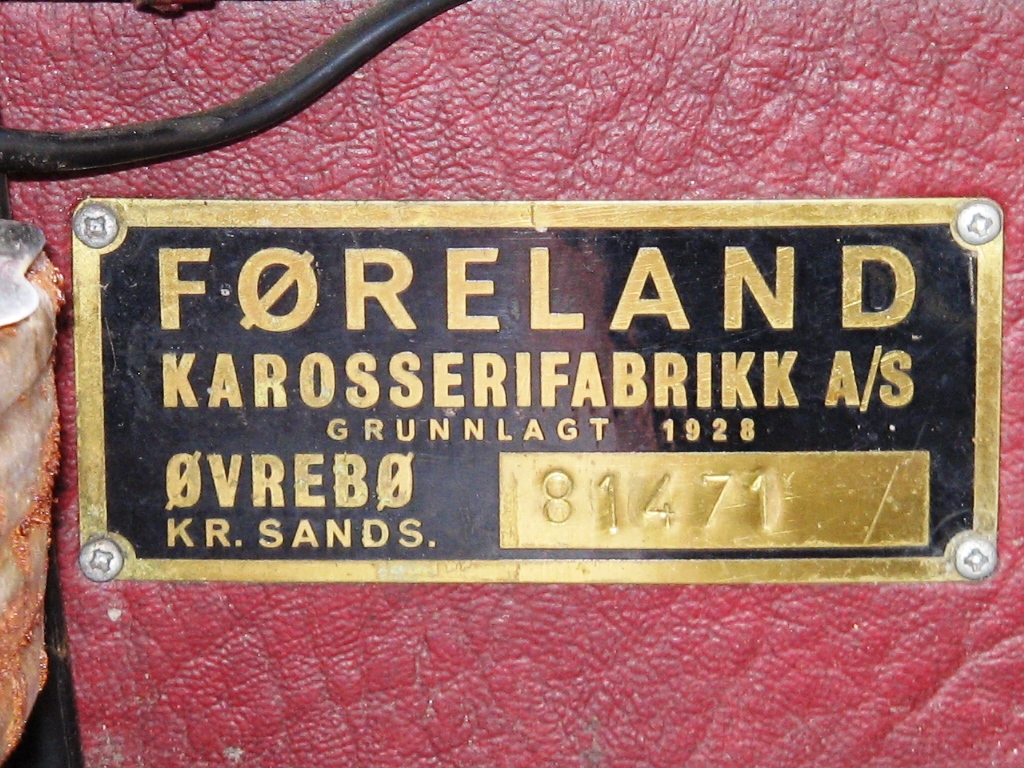 FØRELAND
KAROSSERIFABRIKK A/S
GRUNNLAGT 1928
ØVREBØ
KR. SANDS.
81471